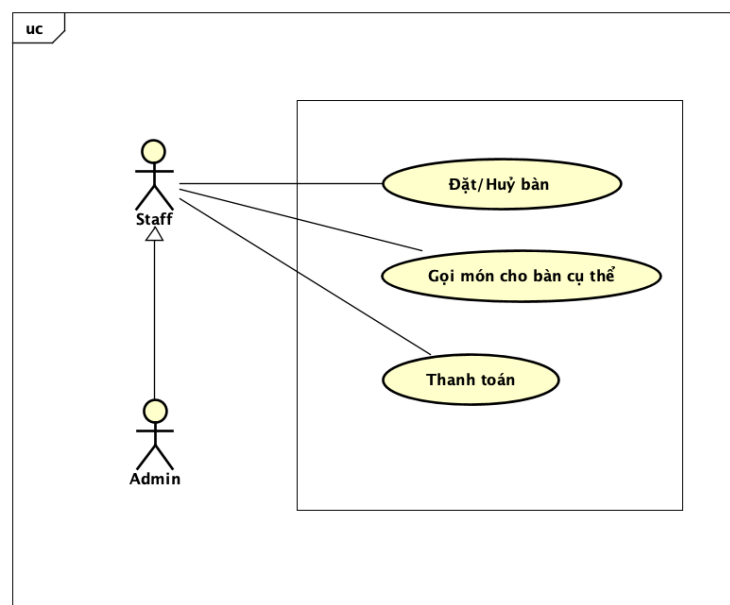 uc
Staff
Đặt/Huỷ bàn
Gọi món cho bàn cụ thể
Thanh toán
Admin